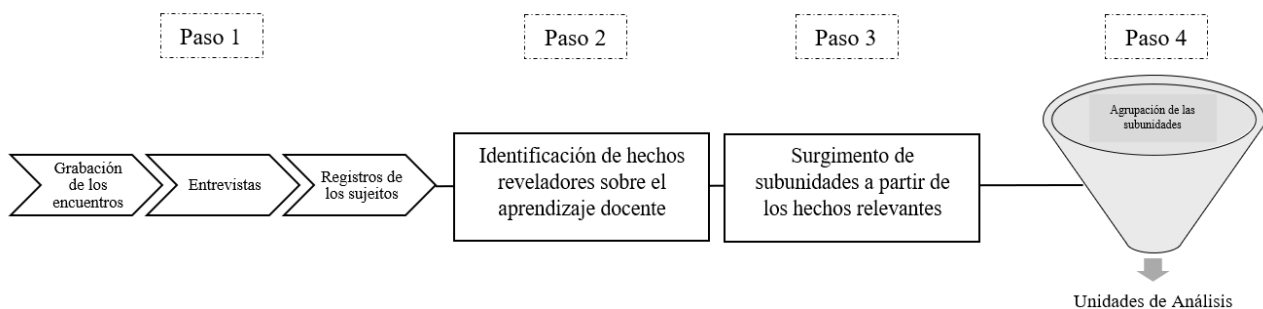 Paso 1
Paso 2
Paso 3
Paso 4
Grabación
de los
encuentros
Entrevistas
Registros de
los sujeitos
Identificación de hechos
reveladores sobre el
aprendizaje docente
Surgimento de
subunidades a partir de
los hechos relevantes
Agrupación de las
subunidades
Unidades de Análisis